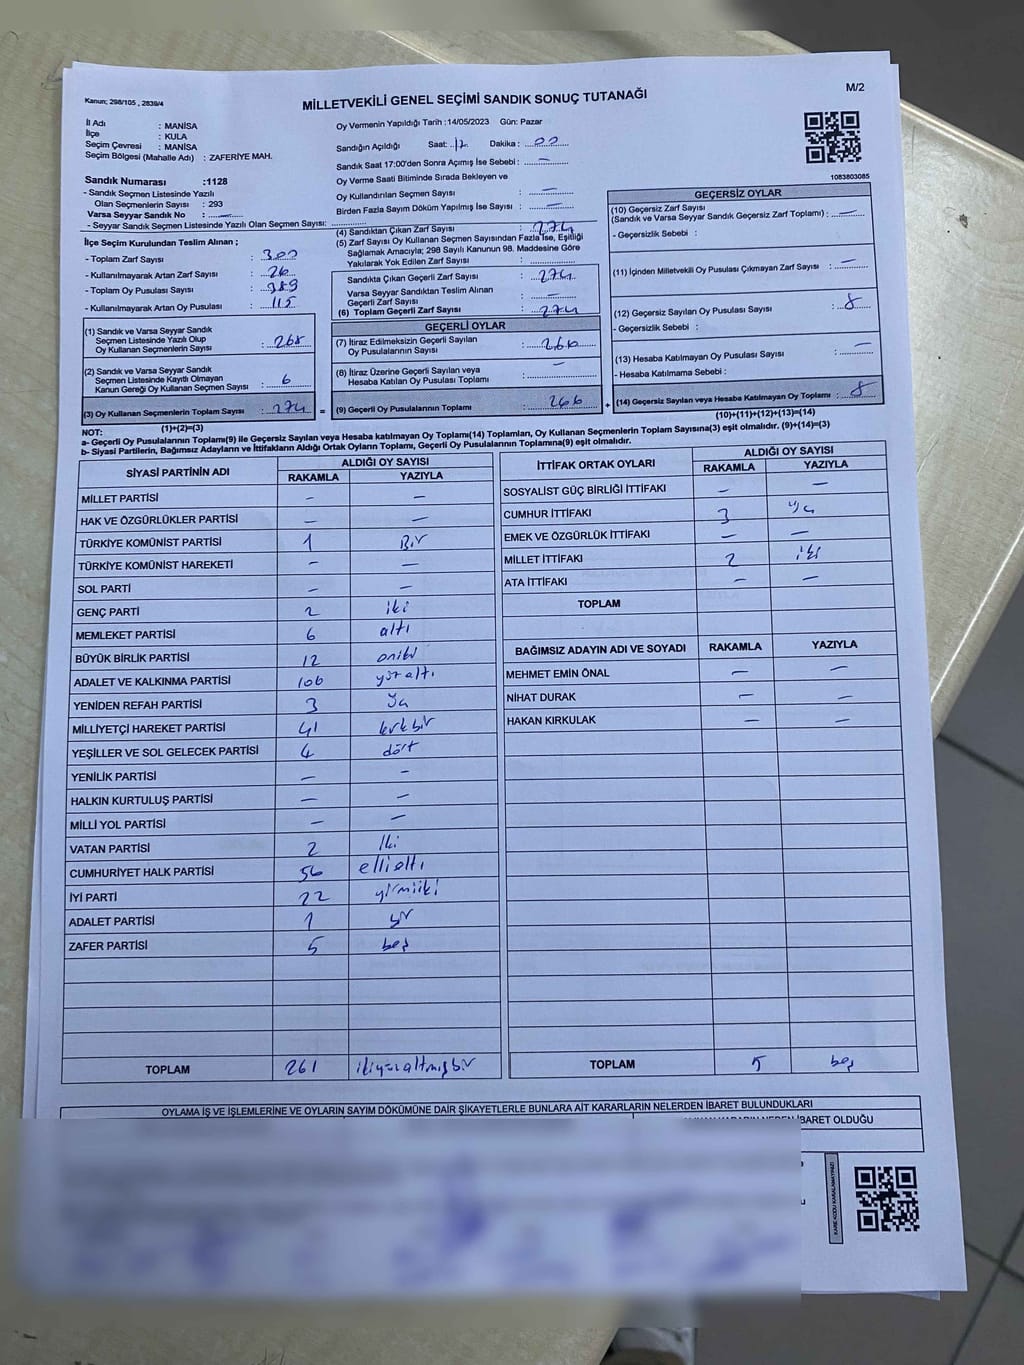 M/2
Kanun; 298/105 , 2839/4
MİLLETVEKİLİ GENEL SEÇİMİ SANDIK SONUÇ TUTANAĞI
İl Adı : MANİSA
İlçe : KULA
Seçim Çevresi : MANİSA
Seçim Bölgesi (Mahalle Adı) : ZAFERİYE MAH.
Sandık Numarası :1128
- Sandık Seçmen Listesinde Yazılı
Olan Seçmenlerin Sayısı : 293
Varsa Seyyar Sandık No : —
- Seyyar Sandık Seçmen Listesinde Yazılı Olan Seçmen Sayısı:
Oy Vermenin Yapıldığı Tarih :14/05/2023 Gün: Pazar
Sandığın Açıldığı Saat: 17 Dakika : 00
Sandık Saat 17:00'den Sonra Açımış İse Sebebi : —
Oy Verme Saati Bitiminde Sırada Bekleyen ve
Oy Kullandırılan Seçmen Sayısı : —
Birden Fazla Sayım Döküm Yapılmış İse Sayısı : —
1083803085
İlçe Seçim Kurulundan Teslim Alınan ;
- Toplam Zarf Sayısı : 300
- Kullanılmayarak Artan Zarf Sayısı : 26
- Toplam Oy Pusulası Sayısı : 389
- Kullanılmayarak Artan Oy Pusulası : 115
(1) Sandık ve Varsa Seyyar Sandık
Seçmen Listesinde Yazılı Olup
Oy Kullanan Seçmenlerin Sayısı : 268
(2) Sandık ve Varsa Seyyar Sandık
Seçmen Listesinde Kayıtlı Olmayan
Kanun Gereği Oy Kullanan Seçmen Sayısı : 6
(3) Oy Kullanan Seçmenlerin Toplam Sayısı : 274 =
(1)+(2)=(3)
(4) Sandıktan Çıkan Zarf Sayısı : 274
(5) Zarf Sayısı Oy Kullanan Seçmen Sayısından Fazla İse, Eşitliği
Sağlamak Amacıyla; 298 Sayılı Kanunun 98. Maddesine Göre
Yakılarak Yok Edilen Zarf Sayısı :
Sandıkta Çıkan Geçerli Zarf Sayısı : 274
Varsa Seyyar Sandıktan Teslim Alınan
Geçerli Zarf Sayısı : —
(6) Toplam Geçerli Zarf Sayısı : 274
GEÇERLİ OYLAR
(7) İtiraz Edilmeksizin Geçerli Sayılan
Oy Pusulalarının Sayısı : 266
(8) İtiraz Üzerine Geçerli Sayılan veya
Hesaba Katılan Oy Pusulası Toplamı : —
(9) Geçerli Oy Pusulalarının Toplamı : 266 +
GEÇERSİZ OYLAR
(10) Geçersiz Zarf Sayısı
(Sandık ve Varsa Seyyar Sandık Geçersiz Zarf Toplamı) : —
- Geçersizlik Sebebi :
(11) İçinden Milletvekili Oy Pusulası Çıkmayan Zarf Sayısı : —
(12) Geçersiz Sayılan Oy Pusulası Sayısı : 8
- Geçersizlik Sebebi :
(13) Hesaba Katılmayan Oy Pusulası Sayısı : —
- Hesaba Katılmama Sebebi :
(14) Geçersiz Sayılan veya Hesaba Katılmayan Oy Toplamı : 8
(10)+(11)+(12)+(13)=(14)
NOT:
a- Geçerli Oy Pusulalarının Toplamı(9) ile Geçersiz Sayılan veya Hesaba katılmayan Oy Toplamı(14) Toplamları, Oy Kullanan Seçmenlerin Toplam Sayısına(3) eşit olmalıdır. (9)+(14)=(3)
b- Siyasi Partilerin, Bağımsız Adayların ve İttifakların Aldığı Ortak Oyların Toplamı, Geçerli Oy Pusulalarının Toplamına(9) eşit olmalıdır.
SİYASİ PARTİNİN ADI ALDIĞI OY SAYISI
RAKAMLA YAZIYLA
MİLLET PARTİSİ — —
HAK VE ÖZGÜRLÜKLER PARTİSİ — —
TÜRKİYE KOMÜNİST PARTİSİ 1 Bir
TÜRKİYE KOMÜNİST HAREKETİ — —
SOL PARTİ — —
GENÇ PARTİ 2 iki
MEMLEKET PARTİSİ 6 altı
BÜYÜK BİRLİK PARTİSİ 12 oniki
ADALET VE KALKINMA PARTİSİ 106 yüzaltı
YENİDEN REFAH PARTİSİ 3 üç
MİLLİYETÇİ HAREKET PARTİSİ 41 kırkbir
YEŞİLLER VE SOL GELECEK PARTİSİ 4 dört
YENİLİK PARTİSİ — —
HALKIN KURTULUŞ PARTİSİ — —
MİLLİ YOL PARTİSİ — —
VATAN PARTİSİ 2 İki
CUMHURİYET HALK PARTİSİ 56 ellialtı
İYİ PARTİ 22 yirmiiki
ADALET PARTİSİ 1 bir
ZAFER PARTİSİ 5 beş
TOPLAM 261 ikiyüzaltmışbir
İTTİFAK ORTAK OYLARI ALDIĞI OY SAYISI
RAKAMLA YAZIYLA
SOSYALİST GÜÇ BİRLİĞİ İTTİFAKI — —
CUMHUR İTTİFAKI 3 üç
EMEK VE ÖZGÜRLÜK İTTİFAKI — —
MİLLET İTTİFAKI 2 iki
ATA İTTİFAKI — —
TOPLAM
BAĞIMSIZ ADAYIN ADI VE SOYADI RAKAMLA YAZIYLA
MEHMET EMİN ÖNAL — —
NİHAT DURAK — —
HAKAN KIRKULAK — —
TOPLAM 5 beş
OYLAMA İŞ VE İŞLEMLERİNE VE OYLARIN SAYIM DÖKÜMÜNE DAİR ŞİKAYETLERLE BUNLARA AİT KARARLARIN NELERDEN İBARET BULUNDUKLARI
İBARET OLDUĞU
KARE KODU KARALAMAYINIZ!